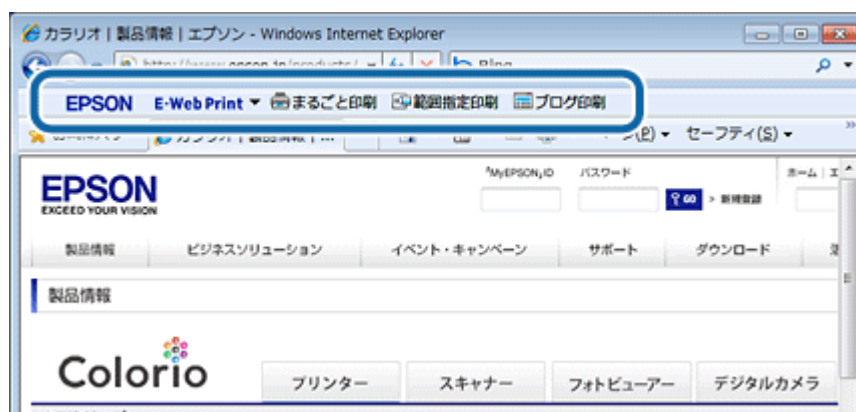 カラリオ | 製品情報 | エプソン - Windows Internet Explorer
Bing
EPSON E-Web Print ▼ まるごと印刷 範囲指定印刷 ブログ印刷
(P) ▼ セーフティ(S) ▼ »
EPSON
EXCEED YOUR VISION
「MyEPSON」ID パスワード ホーム |
GO > 新規登録
製品情報 ビジネスソリューション イベント・キャンペーン サポート ダウンロード
製品情報
Colorio プリンター スキャナー フォトビューアー デジタルカメラ